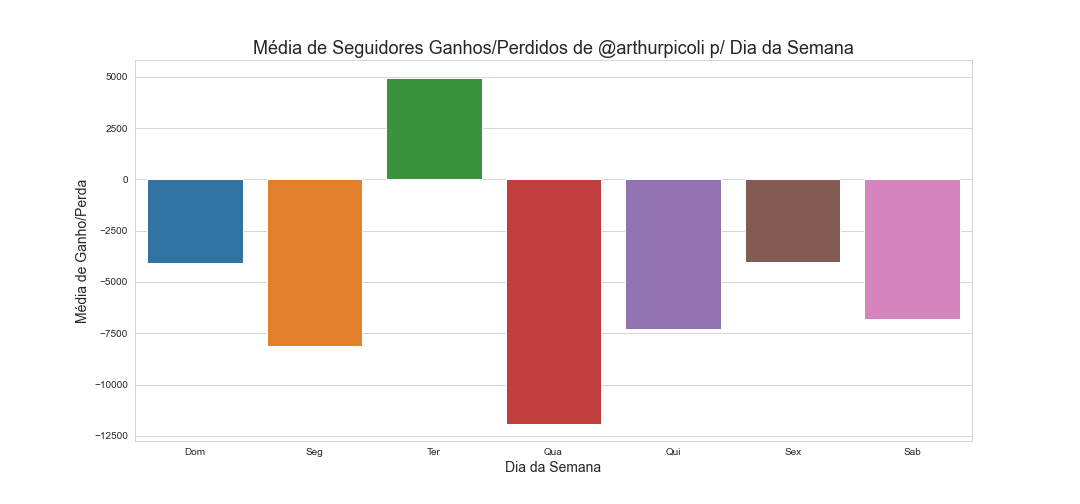 Média de Seguidores Ganhos/Perdidos de @arthurpicoli p/ Dia da Semana
Média de Ganho/Perda
5000
2500
0
−2500
−5000
−7500
−10000
−12500
Dom Seg Ter Qua Qui Sex Sab
Dia da Semana